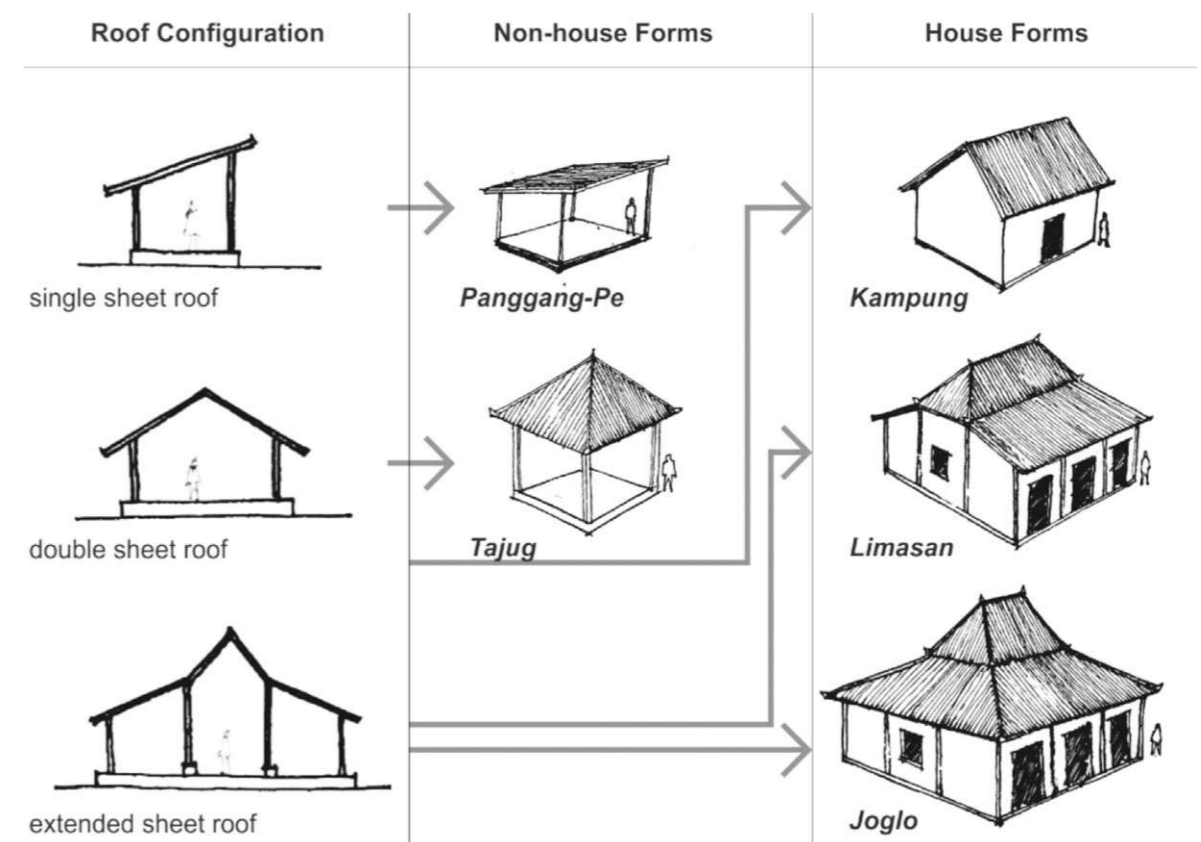 Roof Configuration
Non-house Forms
House Forms
single sheet roof
Panggang-Pe
Kampung
double sheet roof
Tajug
Limasan
extended sheet roof
Joglo